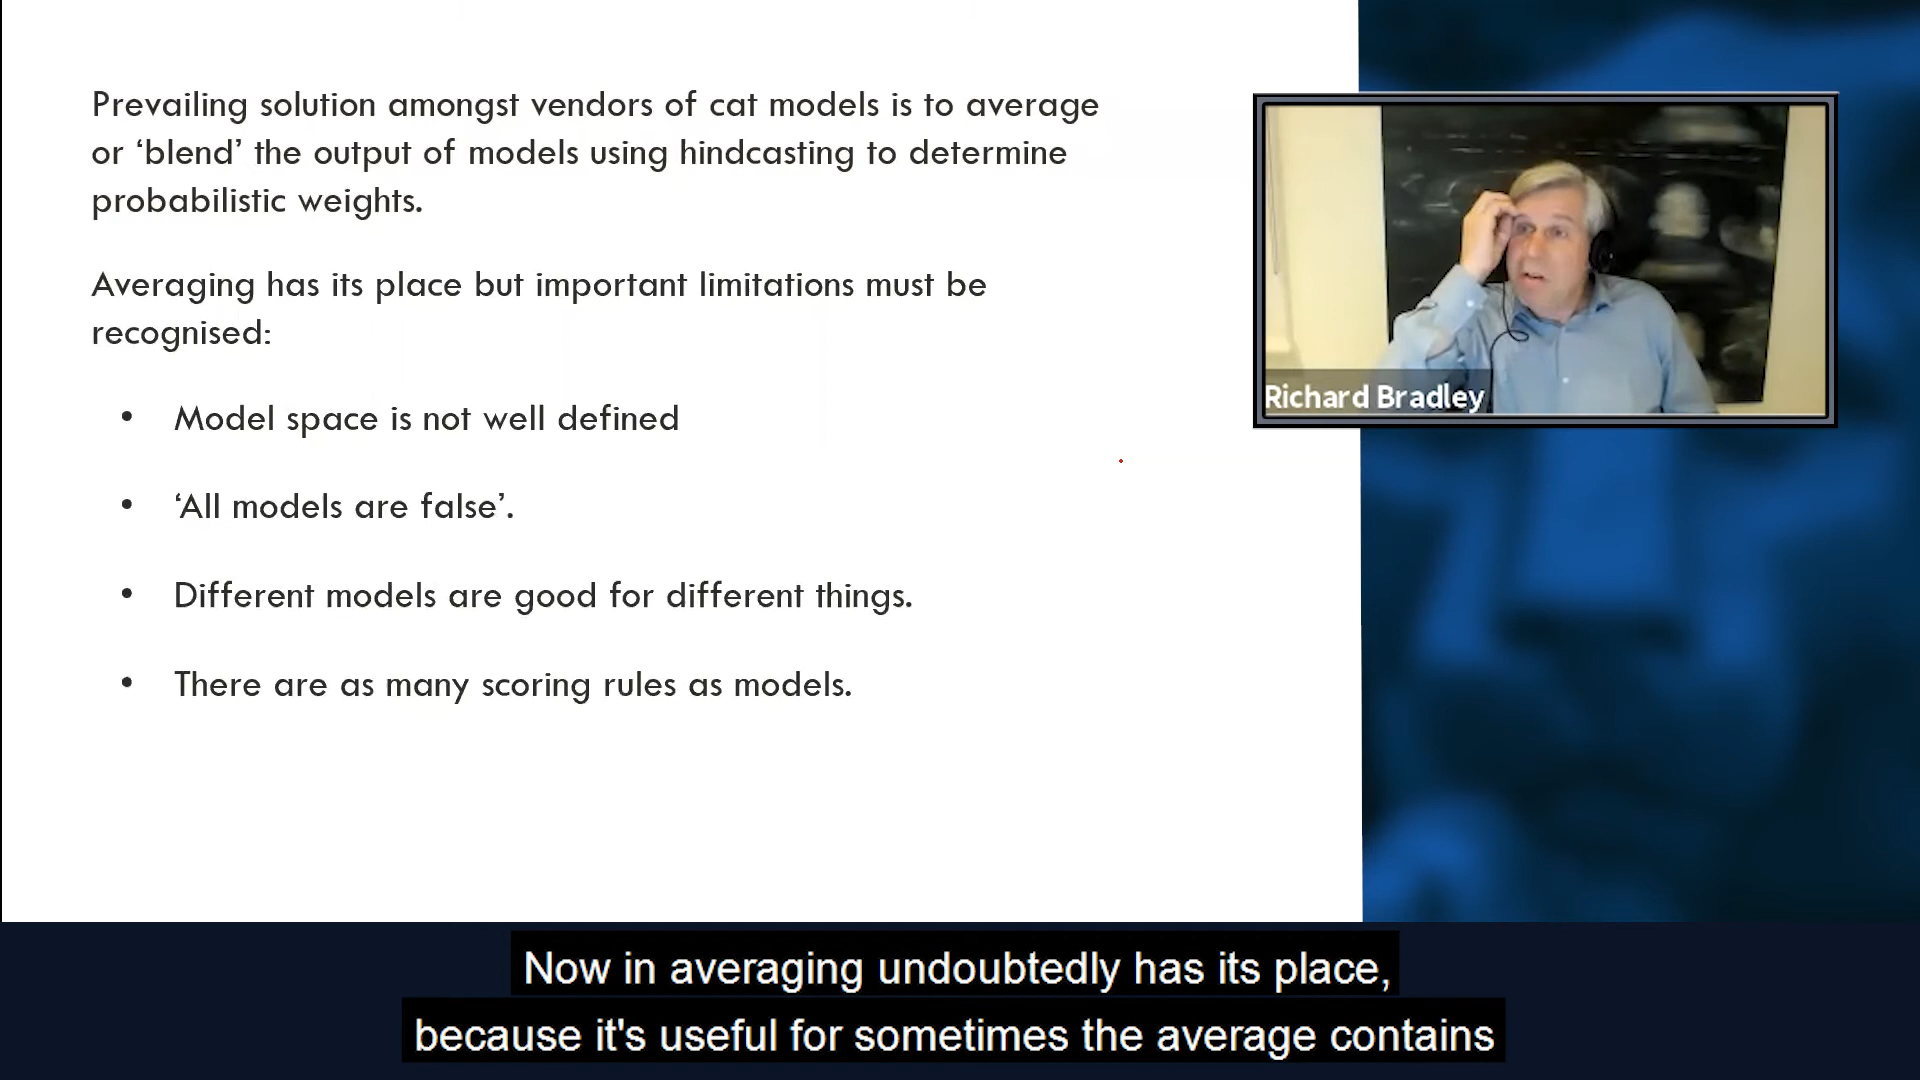 Prevailing solution amongst vendors of cat models is to average
or ‘blend’ the output of models using hindcasting to determine
probabilistic weights.
Averaging has its place but important limitations must be
recognised:
• Model space is not well defined
• ‘All models are false’.
• Different models are good for different things.
• There are as many scoring rules as models.
Richard Bradley
Now in averaging undoubtedly has its place,
because it's useful for sometimes the average contains